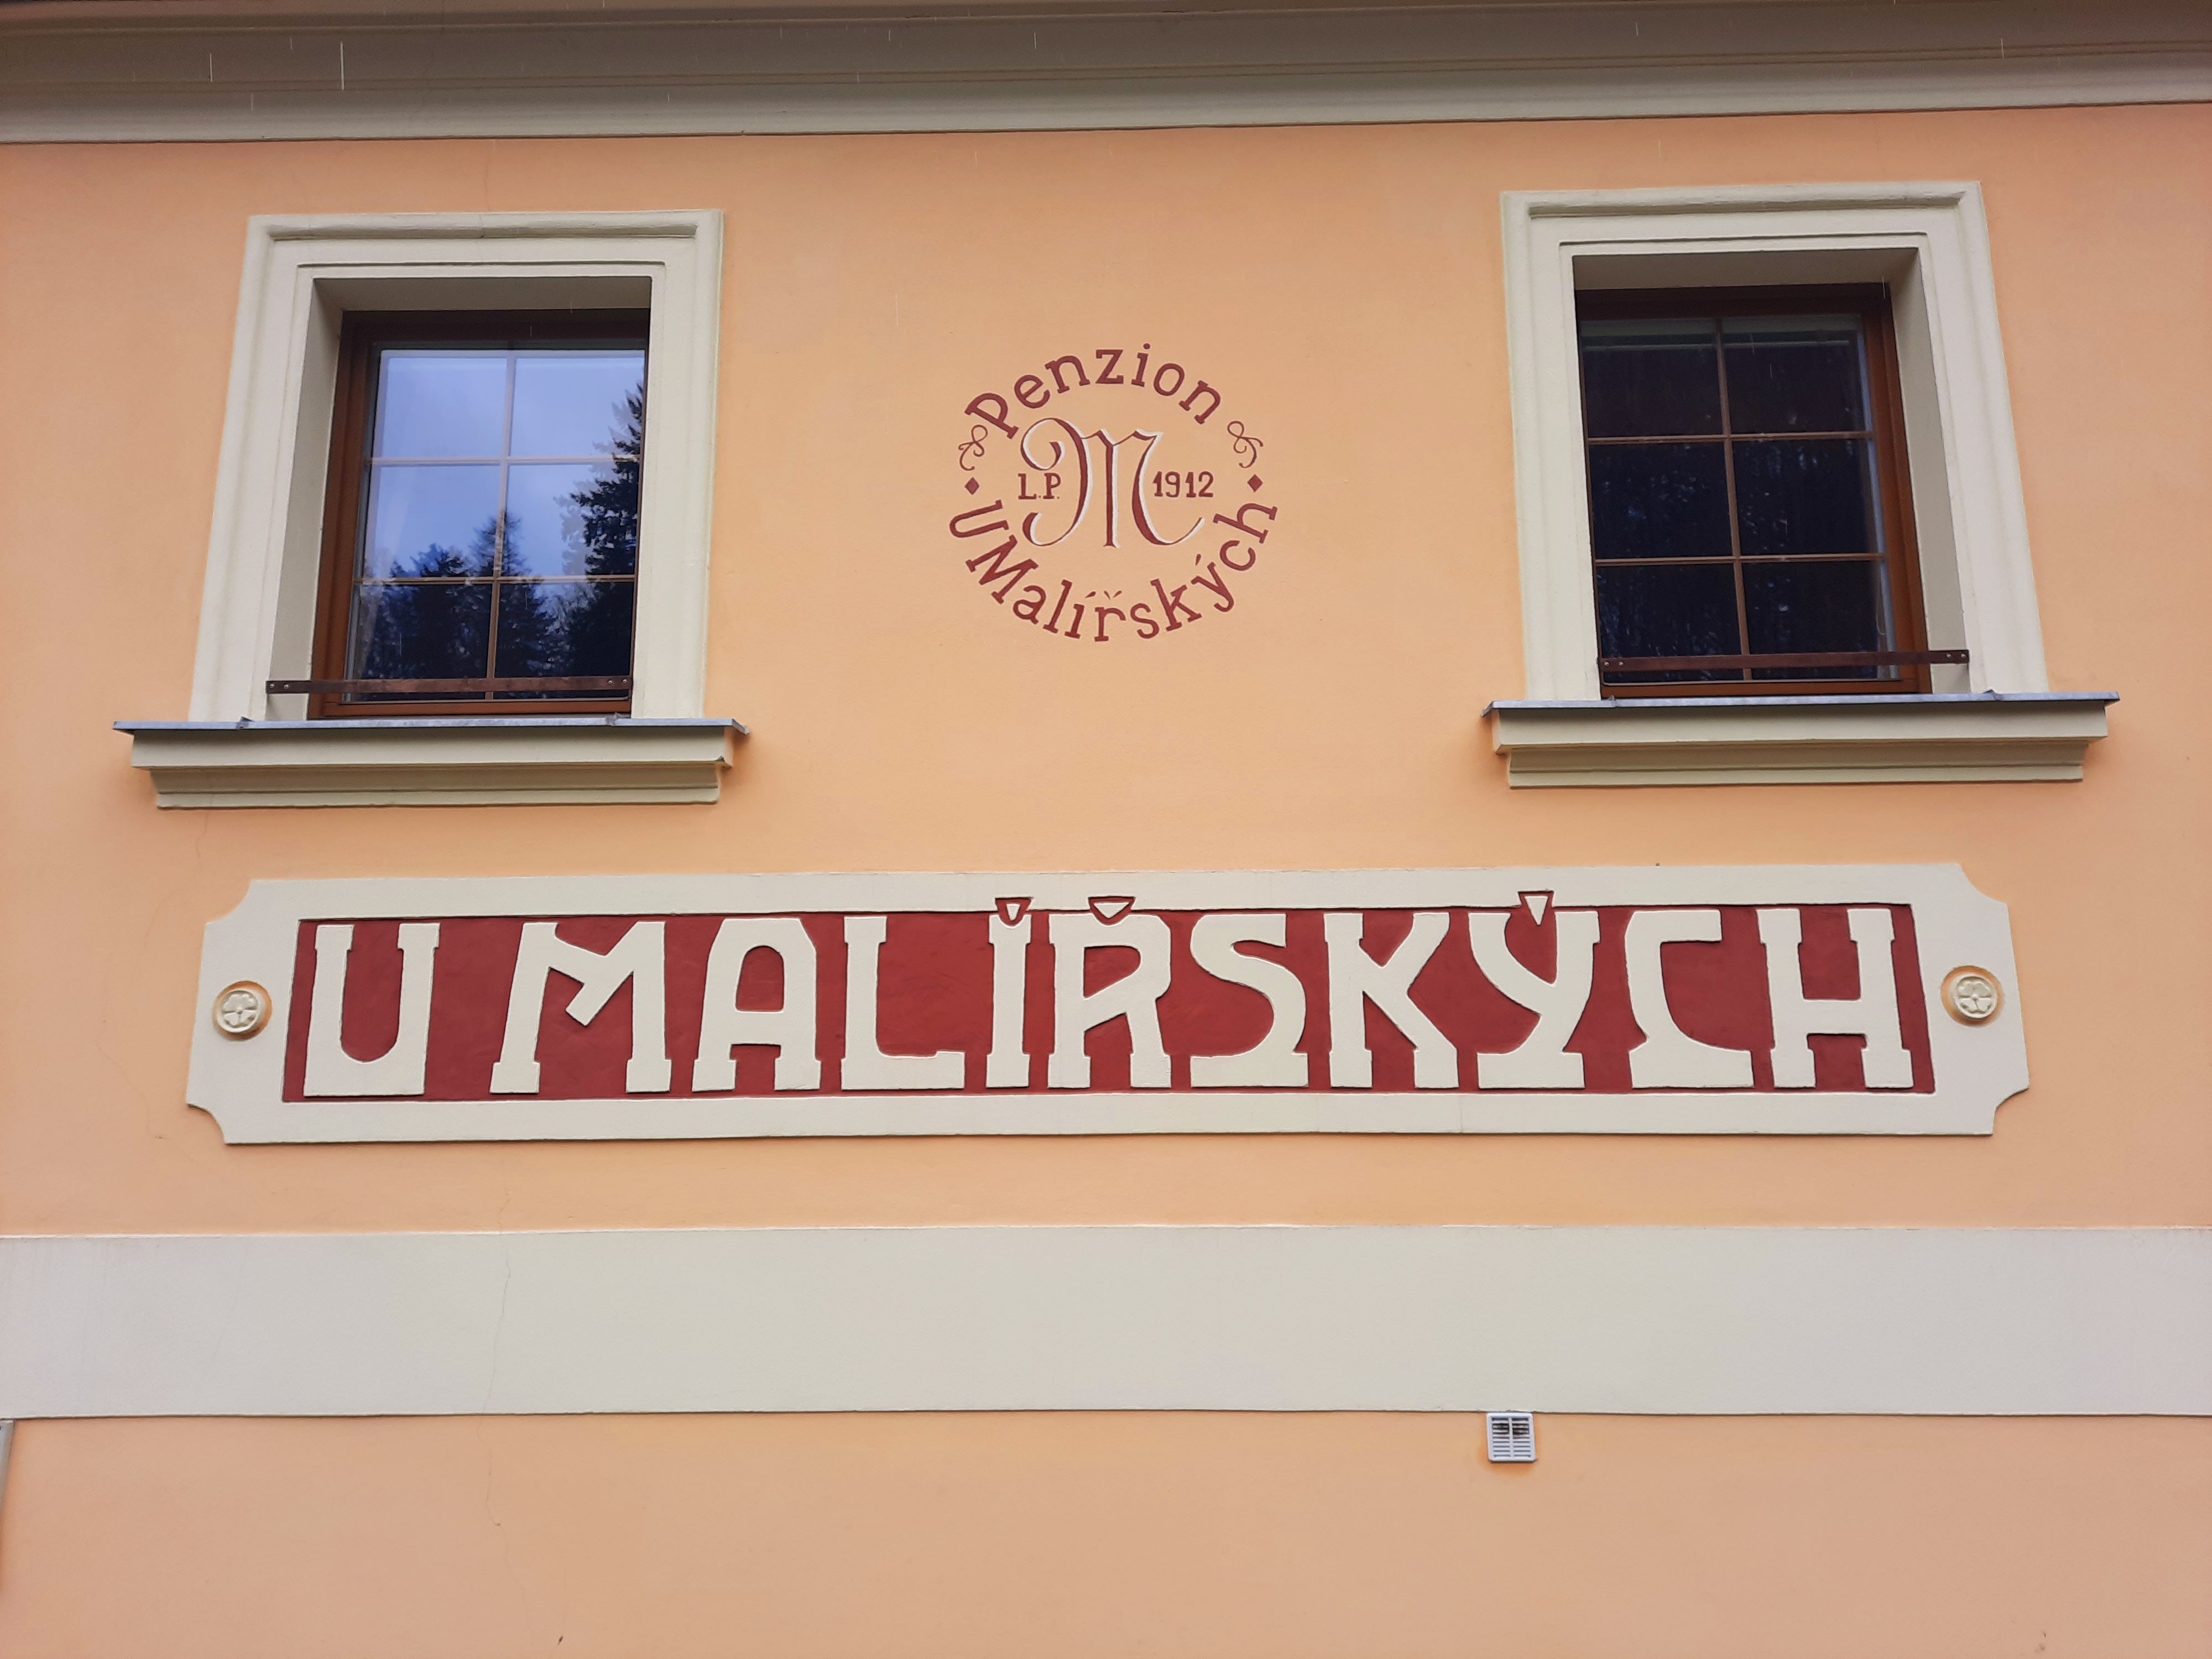 Penzion
L.P. M 1912
U Malířských
U MALÍŘSKÝCH